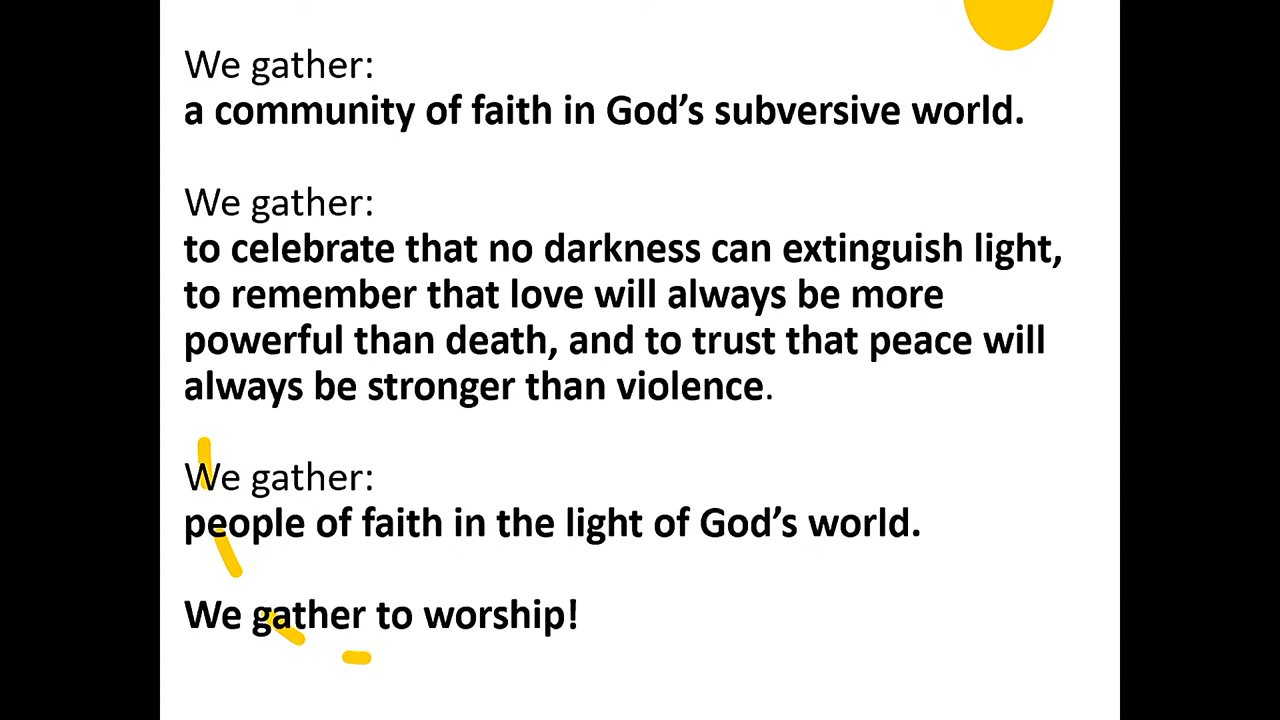 We gather:
a community of faith in God’s subversive world.
We gather:
to celebrate that no darkness can extinguish light,
to remember that love will always be more
powerful than death, and to trust that peace will
always be stronger than violence.
We gather:
people of faith in the light of God’s world.
We gather to worship!